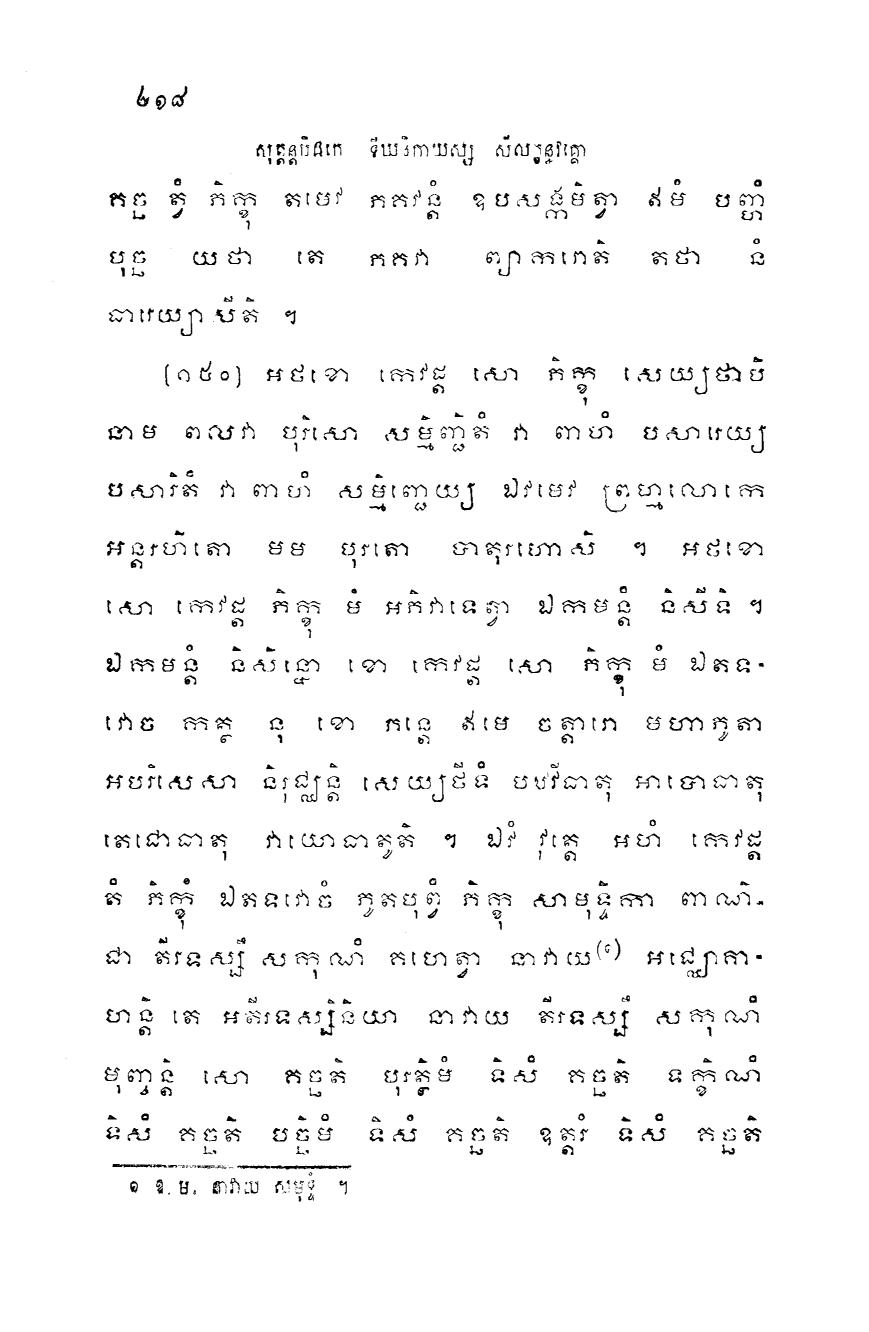 ២១៨
សុត្តន្តបិដកេ ទីឃនិកាយស្ស សីលក្ខន្ធវគ្គោ
គច្ឆ ត្វំ ភិក្ខុ តមេវ ភគវន្តំ ឧបសង្កមិត្វា ឥមំ បញ្ហំ
បុច្ឆ យថា តេ ភគវា ព្យាករោតិ តថា នំ
ធារេយ្យាសីតិ ។
[១៥០] អថខោ កេវដ្ដ សោ ភិក្ខុ សេយ្យថាបិ
នាម ពលវា បុរិសោ សម្មិញ្ជិតំ វា ពាហំ បសារេយ្យ
បសារិតំ វា ពាហំ សម្មិញ្ជេយ្យ ឯវមេវ ព្រហ្មលោកេ
អន្តរហិតោ មម បុរតោ បាតុរហោសិ ។ អថខោ
សោ កេវដ្ដ ភិក្ខុ មំ អភិវាទេត្វា ឯកមន្តំ និសីទិ ។
ឯកមន្តំ និសិន្នោ ខោ កេវដ្ដ សោ ភិក្ខុ មំ ឯតទ-
វោច កត្ថ នុ ខោ ភន្តេ ឥមេ ចត្តារោ មហាភូតា
អបរិសេសា និរុជ្ឈន្តិ សេយ្យថីទំ បឋវីធាតុ អាបោធាតុ
តេជោធាតុ វាយោធាតូតិ ។ ឯវំ វុត្តេ អហំ កេវដ្ដ
តំ ភិក្ខុំ ឯតទវោចំ ភូតបុព្វំ ភិក្ខុ សាមុទ្ទិកា ពាណិ-
ជា តីរទស្សឹ សកុណំ គហេត្វា នាវាយ(១) អជ្ឈោគា-
ហន្តិ តេ អតីរទស្សិនិយា នាវាយ តីរទស្សឹ សកុណំ
មុញ្ចន្តិ សោ គច្ឆតិ បុរត្ថិមំ ទិសំ គច្ឆតិ ទក្ខិណំ
ទិសំ គច្ឆតិ បច្ឆិមំ ទិសំ គច្ឆតិ ឧត្តរំ ទិសំ គច្ឆតិ
១ ឱ. ម. នាវាយ សមុទ្ទំ ។